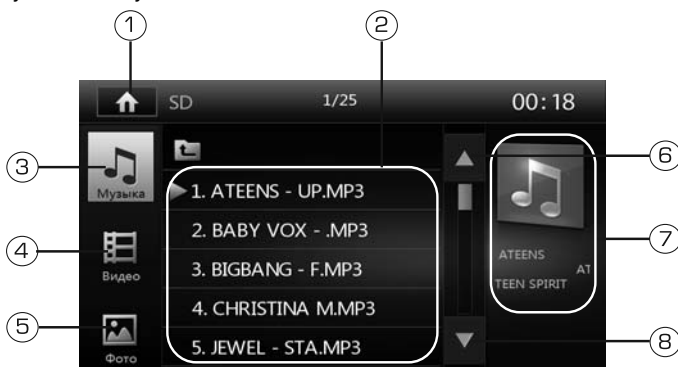 1
2
SD
1/25
00:18
3
Музыка
1. ATEENS - UP.MP3
6
2. BABY VOX - .MP3
4
Видео
3. BIGBANG - F.MP3
ATEENS
AT
7
TEEN SPIRIT
4. CHRISTINA M.MP3
5
Фото
5. JEWEL - STA.MP3
8